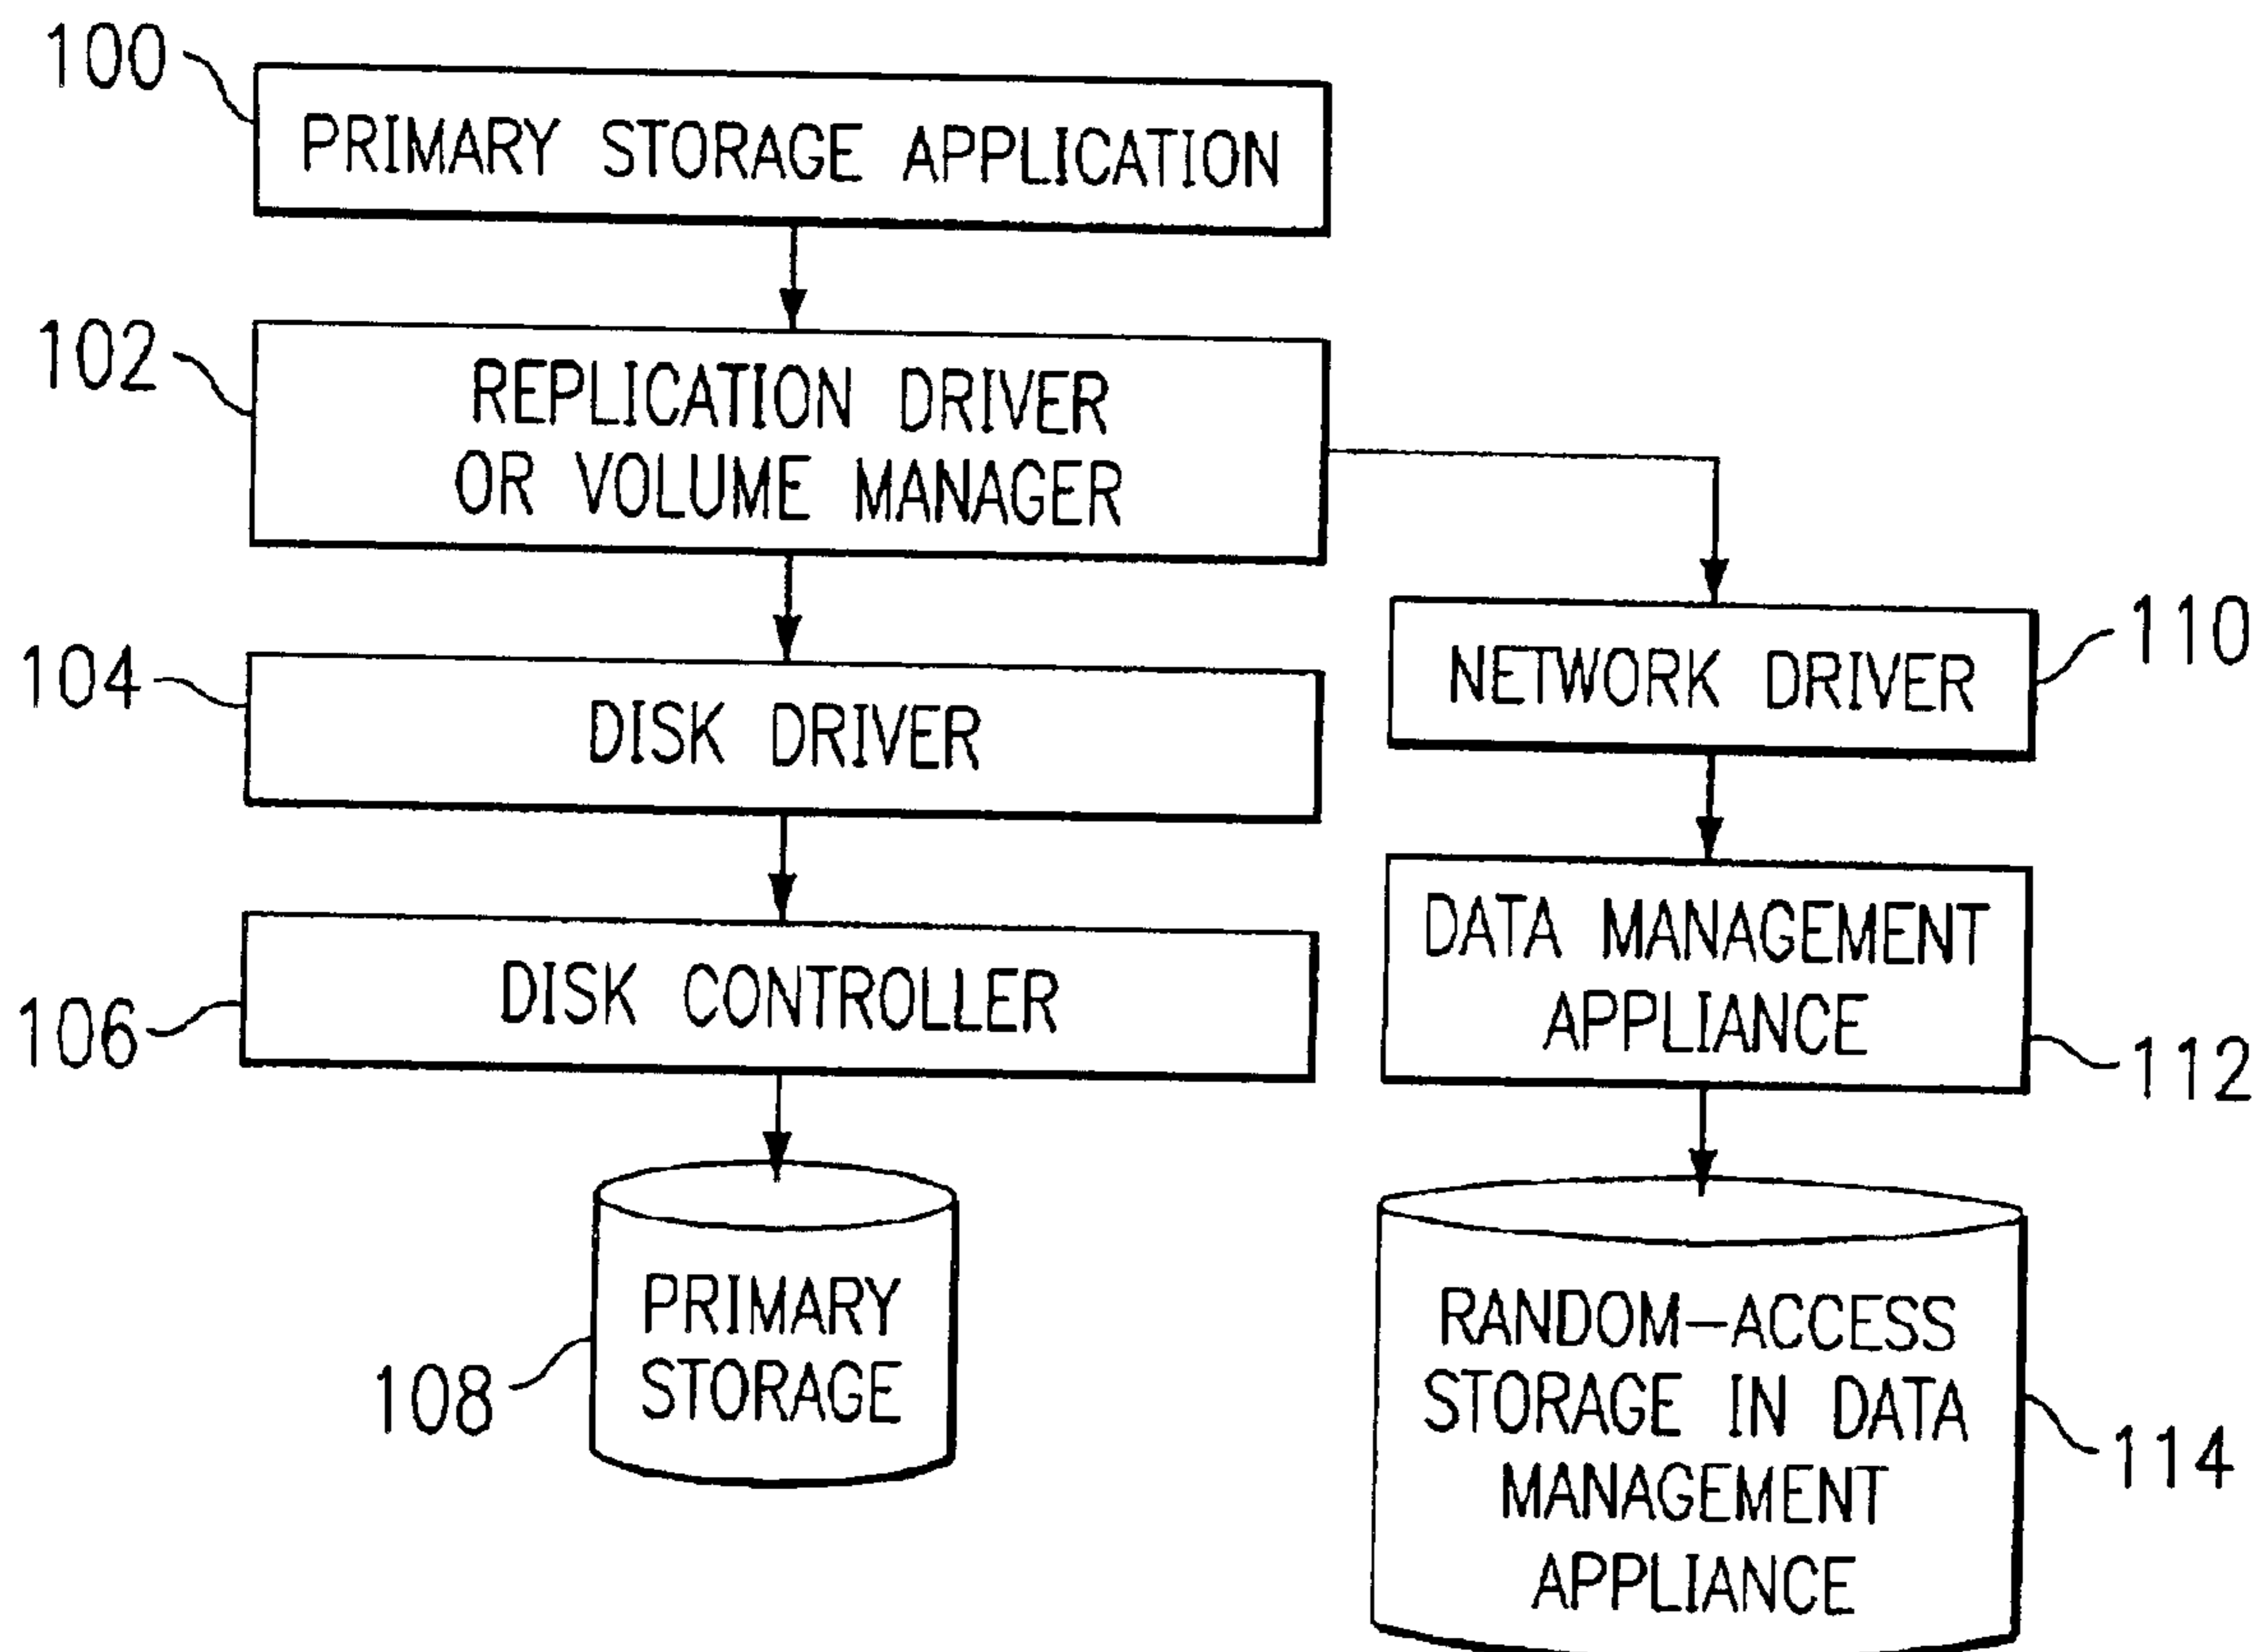 100
PRIMARY STORAGE APPLICATION
102
REPLICATION DRIVER
OR VOLUME MANAGER
104
DISK DRIVER
110
NETWORK DRIVER
106
DISK CONTROLLER
DATA MANAGEMENT
APPLIANCE
112
108
PRIMARY
STORAGE
RANDOM-ACCESS
STORAGE IN DATA
MANAGEMENT
APPLIANCE
114